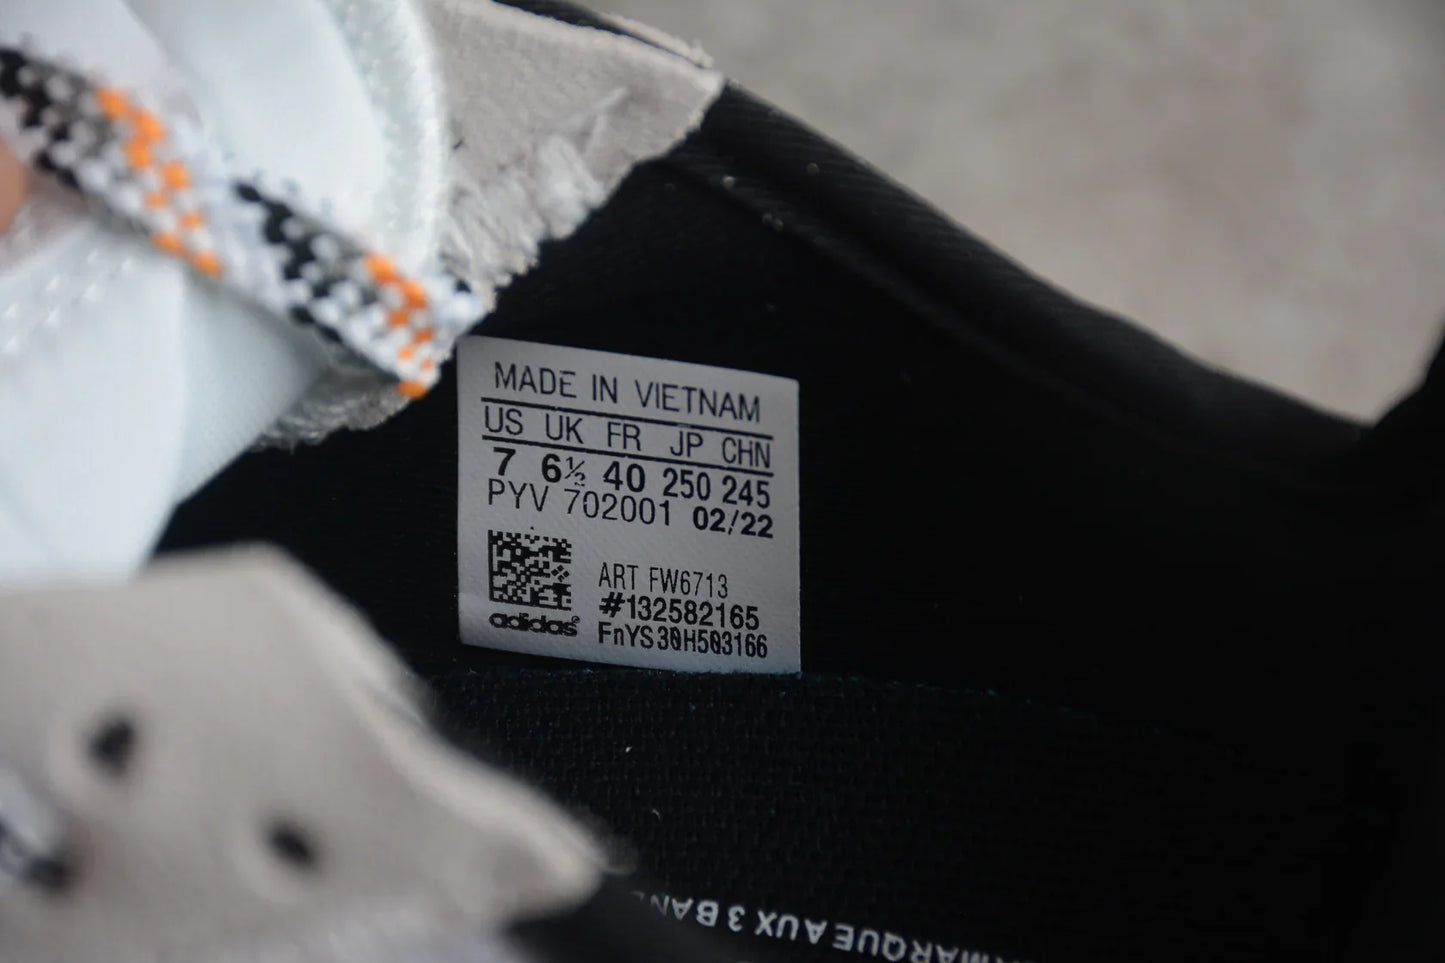 MADE IN VIETNAM
US UK FR JP CHN
7 6½ 40 250 245
PYV 702001 02/22
ART FW6713
#132582165
adidas FnYS30H503166
MARQUE AUX 3 BAN